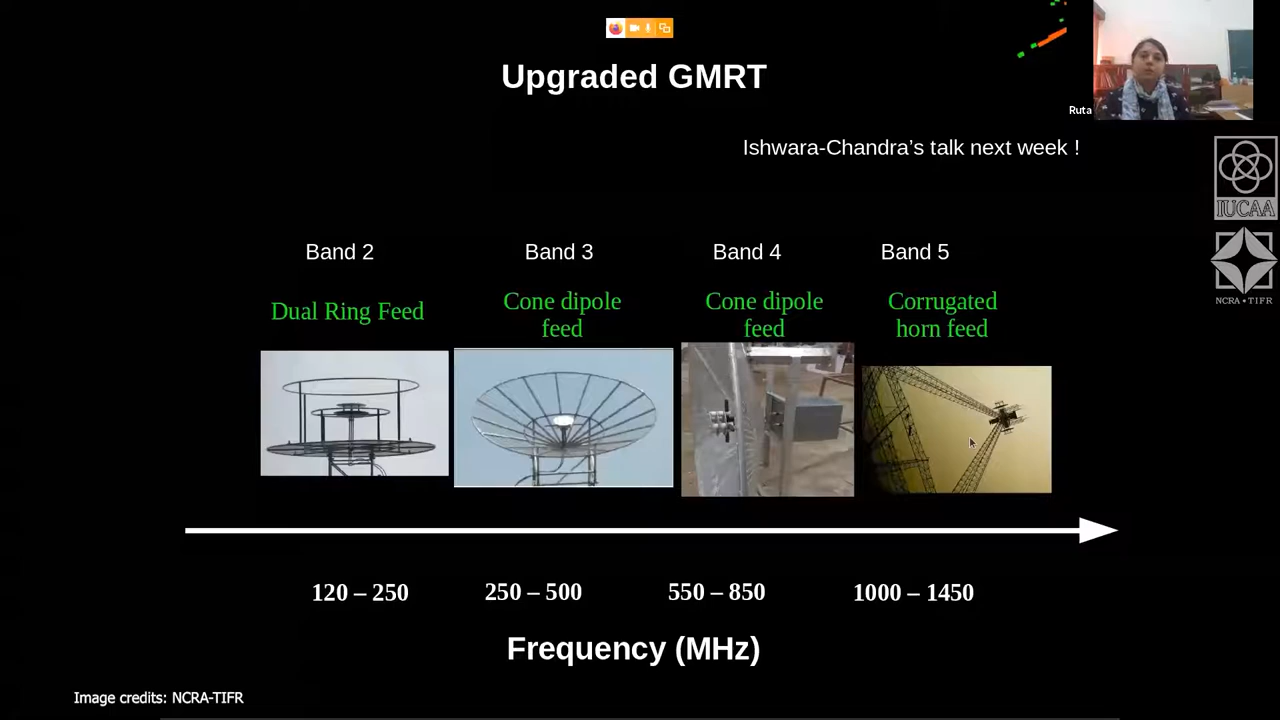 Upgraded GMRT
Ruta
Ishwara-Chandra's talk next week !
IUCAA
NCRA•TIFR
Band 2
Band 3
Band 4
Band 5
Dual Ring Feed
Cone dipole
feed
Cone dipole
feed
Corrugated
horn feed
120 – 250
250 – 500
550 – 850
1000 – 1450
Frequency (MHz)
Image credits: NCRA-TIFR